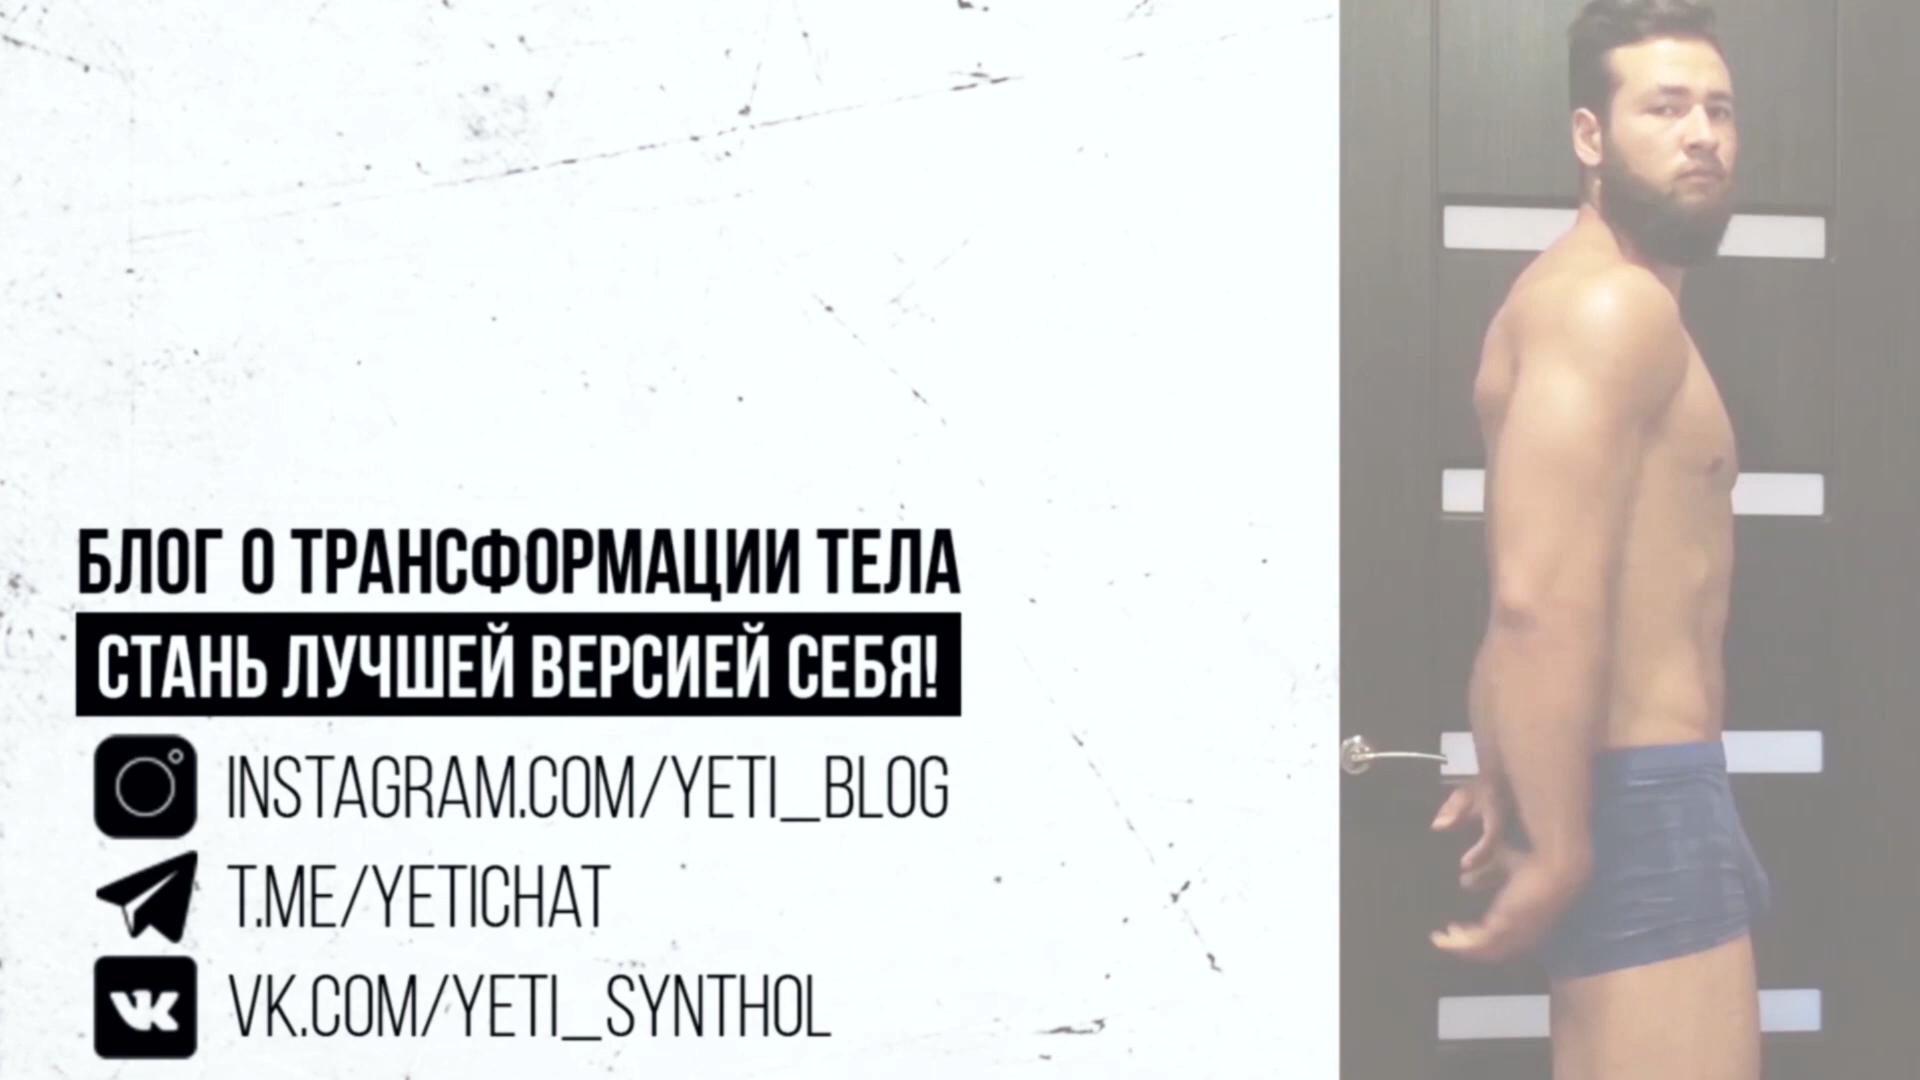 БЛОГ О ТРАНСФОРМАЦИИ ТЕЛА
СТАНЬ ЛУЧШЕЙ ВЕРСИЕЙ СЕБЯ!
INSTAGRAM.COM/YETI_BLOG
T.ME/YETICHAT
VK.COM/YETI_SYNTHOL